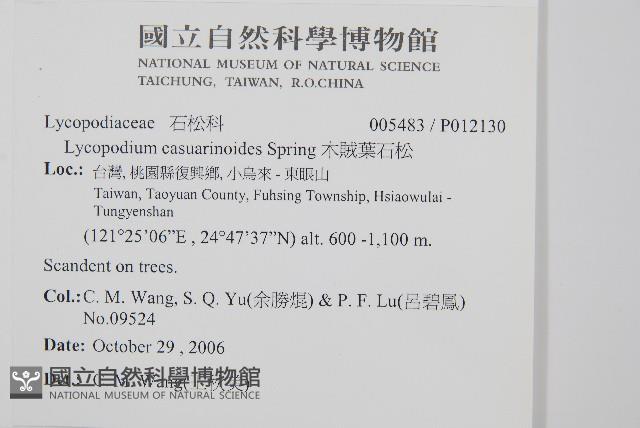 國立自然科學博物館
NATIONAL MUSEUM OF NATURAL SCIENCE
TAICHUNG, TAIWAN, R.O.CHINA
Lycopodiaceae 石松科 005483 / P012130
Lycopodium casuarinoides Spring 木賊葉石松
Loc.: 台灣, 桃園縣復興鄉, 小烏來 - 東眼山
Taiwan, Taoyuan County, Fuhsing Township, Hsiaowulai -
Tungyenshan
(121°25'06”E , 24°47'37”N) alt. 600 -1,100 m.
Scandent on trees.
Col.: C. M. Wang, S. Q. Yu(余勝焜) & P. F. Lu(呂碧鳳)
No.09524
Date: October 29 , 2006
Det.: C. M. Wang
國立自然科學博物館
NATIONAL MUSEUM OF NATURAL SCIENCE